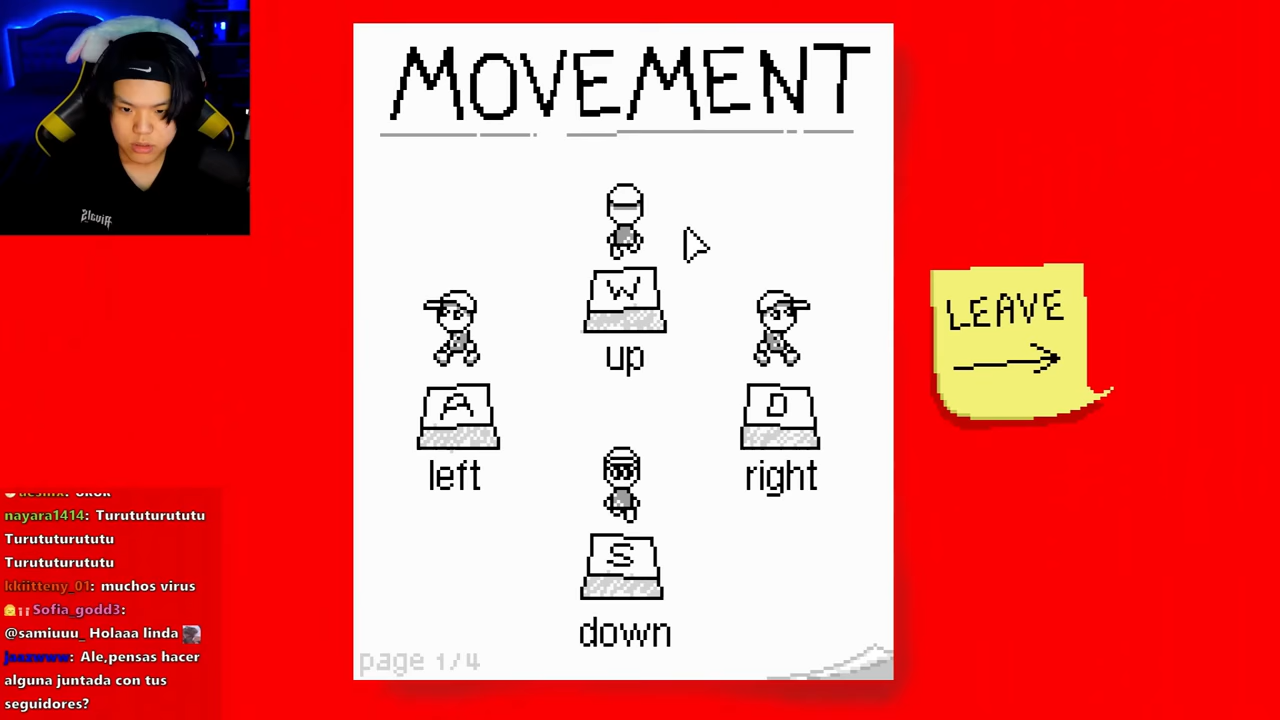 MOVEMENT
W
up
A
D
left
right
S
down
page 1/4
LEAVE
nayara1414: Turututurututu
Turututurututu
Turututurututu
kkiitteny_01: muchos virus
Sofia_godd3:
@samiuuu_ Holaaa linda
Ale,pensas hacer
alguna juntada con tus
seguidores?